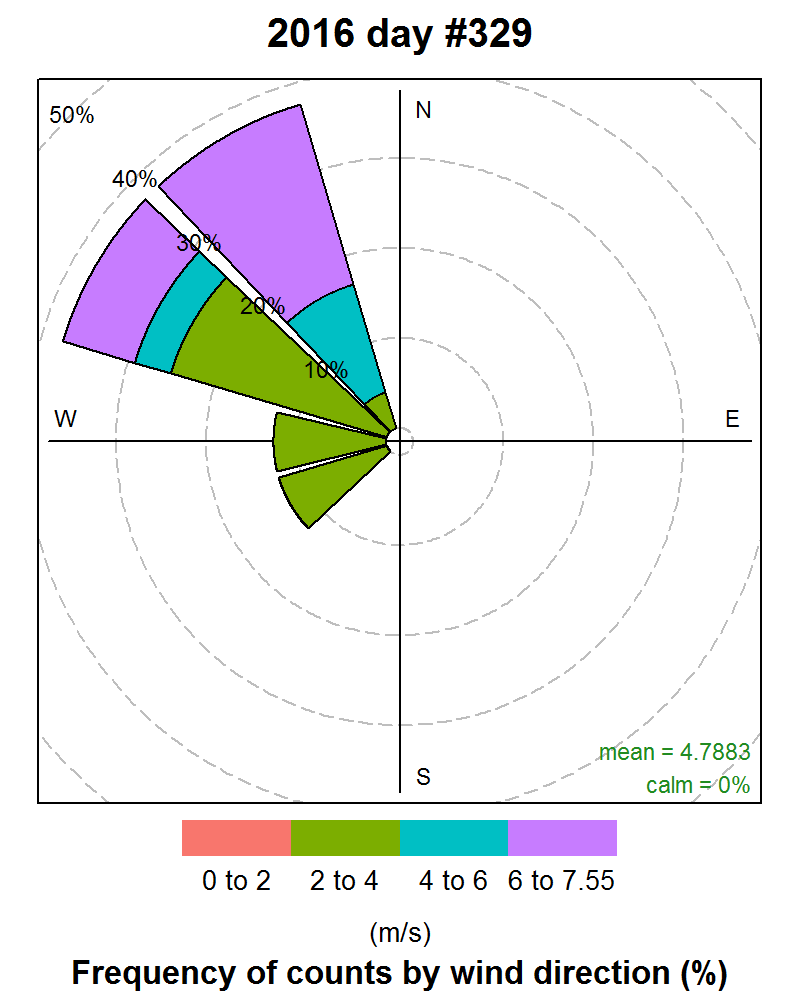 2016 day #329
50%
N
40%
30%
20%
10%
W
E
mean = 4.7883
S
calm = 0%
0 to 2
2 to 4
4 to 6
6 to 7.55
(m/s)
Frequency of counts by wind direction (%)